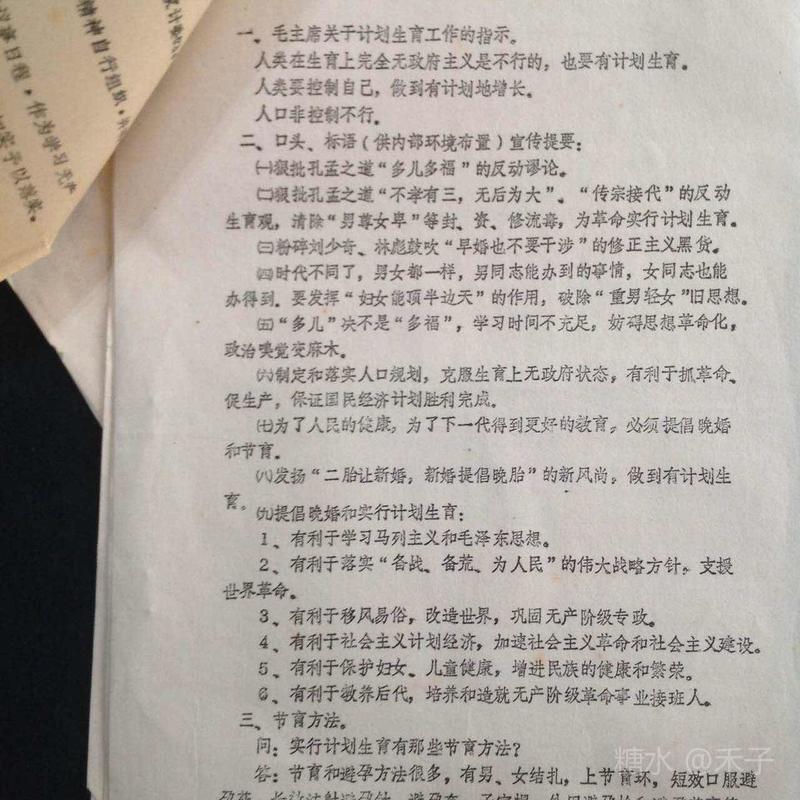 精神自行组织
日程。作为学习无产
予以落实。
一、毛主席关于计划生育工作的指示。
人类在生育上完全无政府主义是不行的，也要有计划生育。
人类要控制自己，做到有计划地增长。
人口非控制不行。
二、口头、标语（供内部环境布置）宣传提要：
㈠狠批孔孟之道“多儿多福”的反动谬论。
㈡狠批孔孟之道“不孝有三，无后为大”、“传宗接代”的反动
生育观，清除“男尊女卑”等封、资、修流毒，为革命实行计划生育。
㈢粉碎刘少奇、林彪鼓吹“早婚也不要干涉”的修正主义黑货。
㈣时代不同了，男女都一样，男同志能办到的事情，女同志也能
办得到。要发挥“妇女能顶半边天”的作用，破除“重男轻女”旧思想。
㈤“多儿”决不是“多福”，学习时间不充足，妨碍思想革命化，
政治嗅觉变麻木。
㈥制定和落实人口规划，克服生育上无政府状态，有利于抓革命、
促生产，保证国民经济计划胜利完成。
㈦为了人民的健康，为了下一代得到更好的教育，必须提倡晚婚
和节育。
㈧发扬“二胎让新婚，新婚提倡晚胎”的新风尚，做到有计划生
育。
㈨提倡晚婚和实行计划生育：
1、有利于学习马列主义和毛泽东思想。
2、有利于落实“备战、备荒、为人民”的伟大战略方针，支援
世界革命。
3、有利于移风易俗，改造世界，巩固无产阶级专政。
4、有利于社会主义计划经济，加速社会主义革命和社会主义建设。
5、有利于保护妇女、儿童健康，增进民族的健康和繁荣。
6、有利于教养后代，培养和造就无产阶级革命事业接班人。
三、节育方法。
问：实行计划生育有那些节育方法？
答：节育和避孕方法很多，有男、女结扎，上节育环，短效口服避
糖水 @禾子